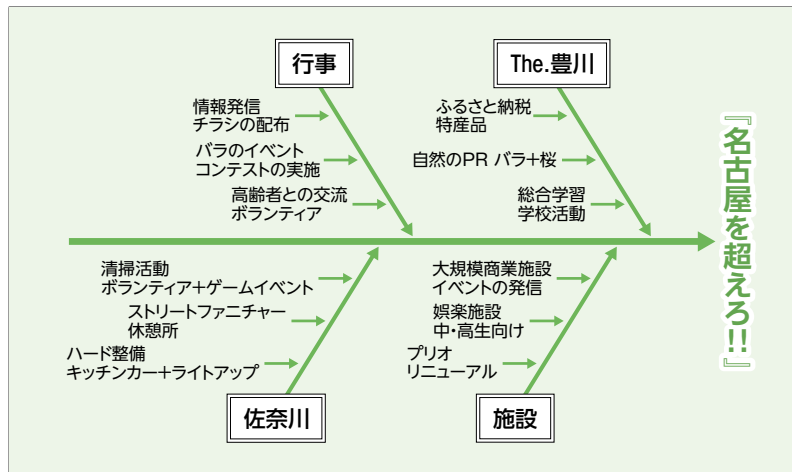 行事
情報発信
チラシの配布
バラのイベント
コンテストの実施
高齢者との交流
ボランティア
The.豊川
ふるさと納税
特産品
自然のPR バラ+桜
総合学習
学校活動
『名古屋を超えろ!!』
清掃活動
ボランティア+ゲームイベント
ストリートファニチャー
休憩所
ハード整備
キッチンカー+ライトアップ
佐奈川
大規模商業施設
イベントの発信
娯楽施設
中・高生向け
プリオ
リニューアル
施設